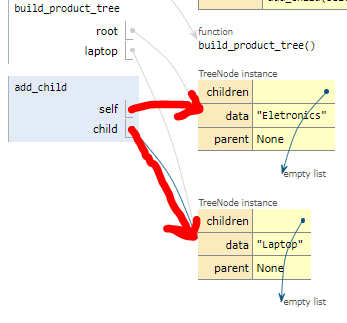 build_product_tree
root
laptop
function
build_product_tree()
add_child
self
child
TreeNode instance
children
data "Eletronics"
parent None
empty list
TreeNode instance
children
data "Laptop"
parent None
empty list